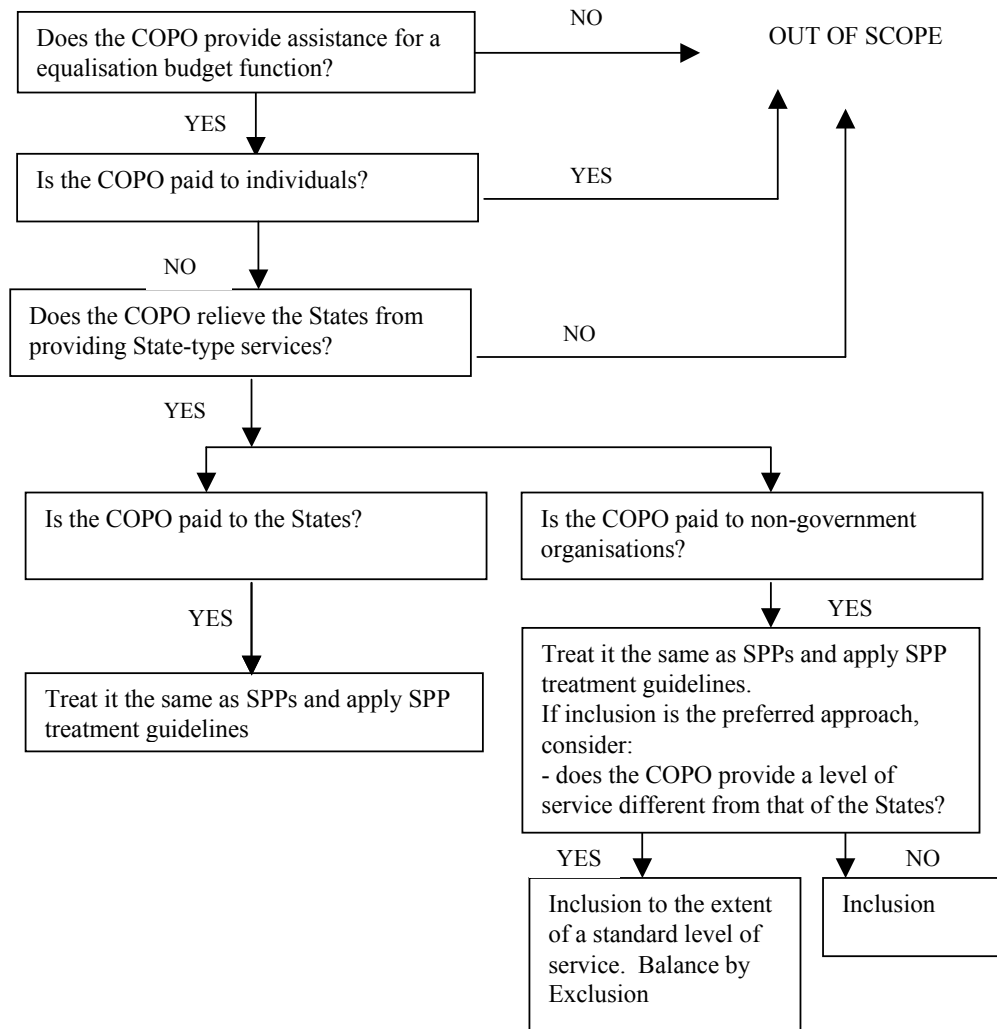 Does the COPO provide assistance for a
equalisation budget function?
NO
OUT OF SCOPE
YES
Is the COPO paid to individuals?
YES
NO
Does the COPO relieve the States from
providing State-type services?
NO
YES
Is the COPO paid to the States?
Is the COPO paid to non-government
organisations?
YES
YES
Treat it the same as SPPs and apply SPP
treatment guidelines
Treat it the same as SPPs and apply SPP
treatment guidelines.
If inclusion is the preferred approach,
consider:
- does the COPO provide a level of
service different from that of the States?
YES
NO
Inclusion to the extent
of a standard level of
service.  Balance by
Exclusion
Inclusion